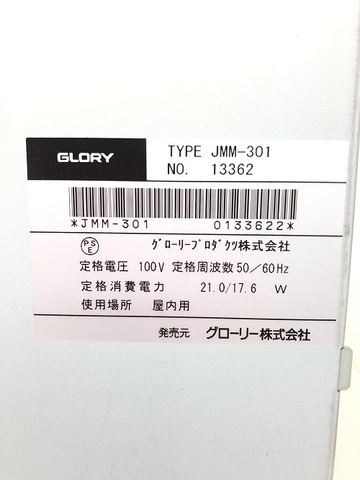 GLORY
TYPE JMM-301
NO. 13362
*JMM-301 0133622*
PSE
グローリープロダクツ株式会社
定格電圧 100V 定格周波数 50/60Hz
定格消費電力 21.0/17.6 W
使用場所 屋内用
発売元 グローリー株式会社